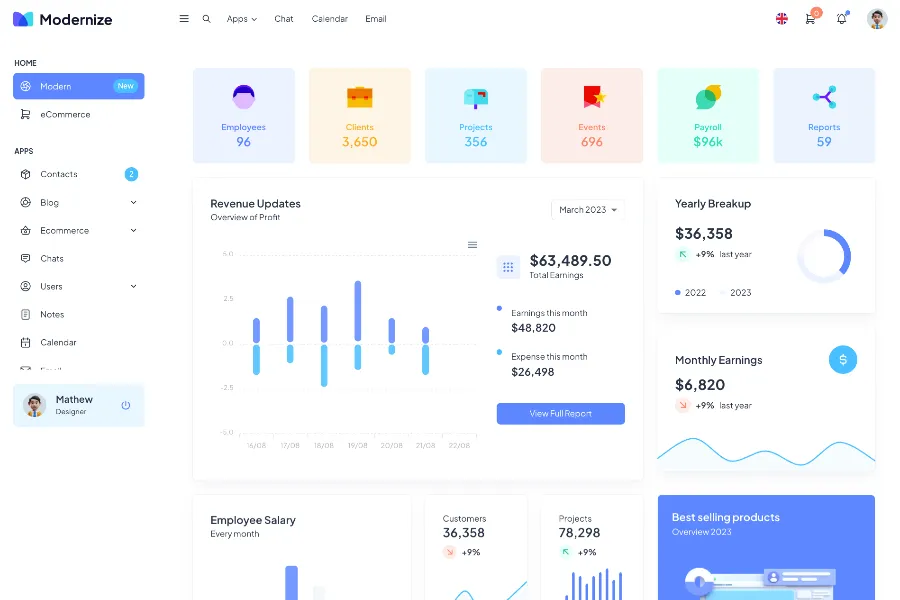 Modernize
Apps
Chat
Calendar
Email
0
HOME
Modern
New
eCommerce
APPS
Contacts
2
Blog
Ecommerce
Chats
Users
Notes
Calendar
Mathew
Designer
Employees
96
Clients
3,650
Projects
356
Events
696
Payroll
$96k
Reports
59
Revenue Updates
Overview of Profit
March 2023
6.0
2.5
0.0
-2.5
-5.0
16/08 17/08 18/08 19/08 20/08 21/08 22/08
$63,489.50
Total Earnings
Earnings this month
$48,820
Expense this month
$26,498
View Full Report
Yearly Breakup
$36,358
+9% last year
2022
2023
Monthly Earnings
$
$6,820
+9% last year
Employee Salary
Every month
Customers
36,358
+9%
Projects
78,298
+9%
Best selling products
Overview 2023